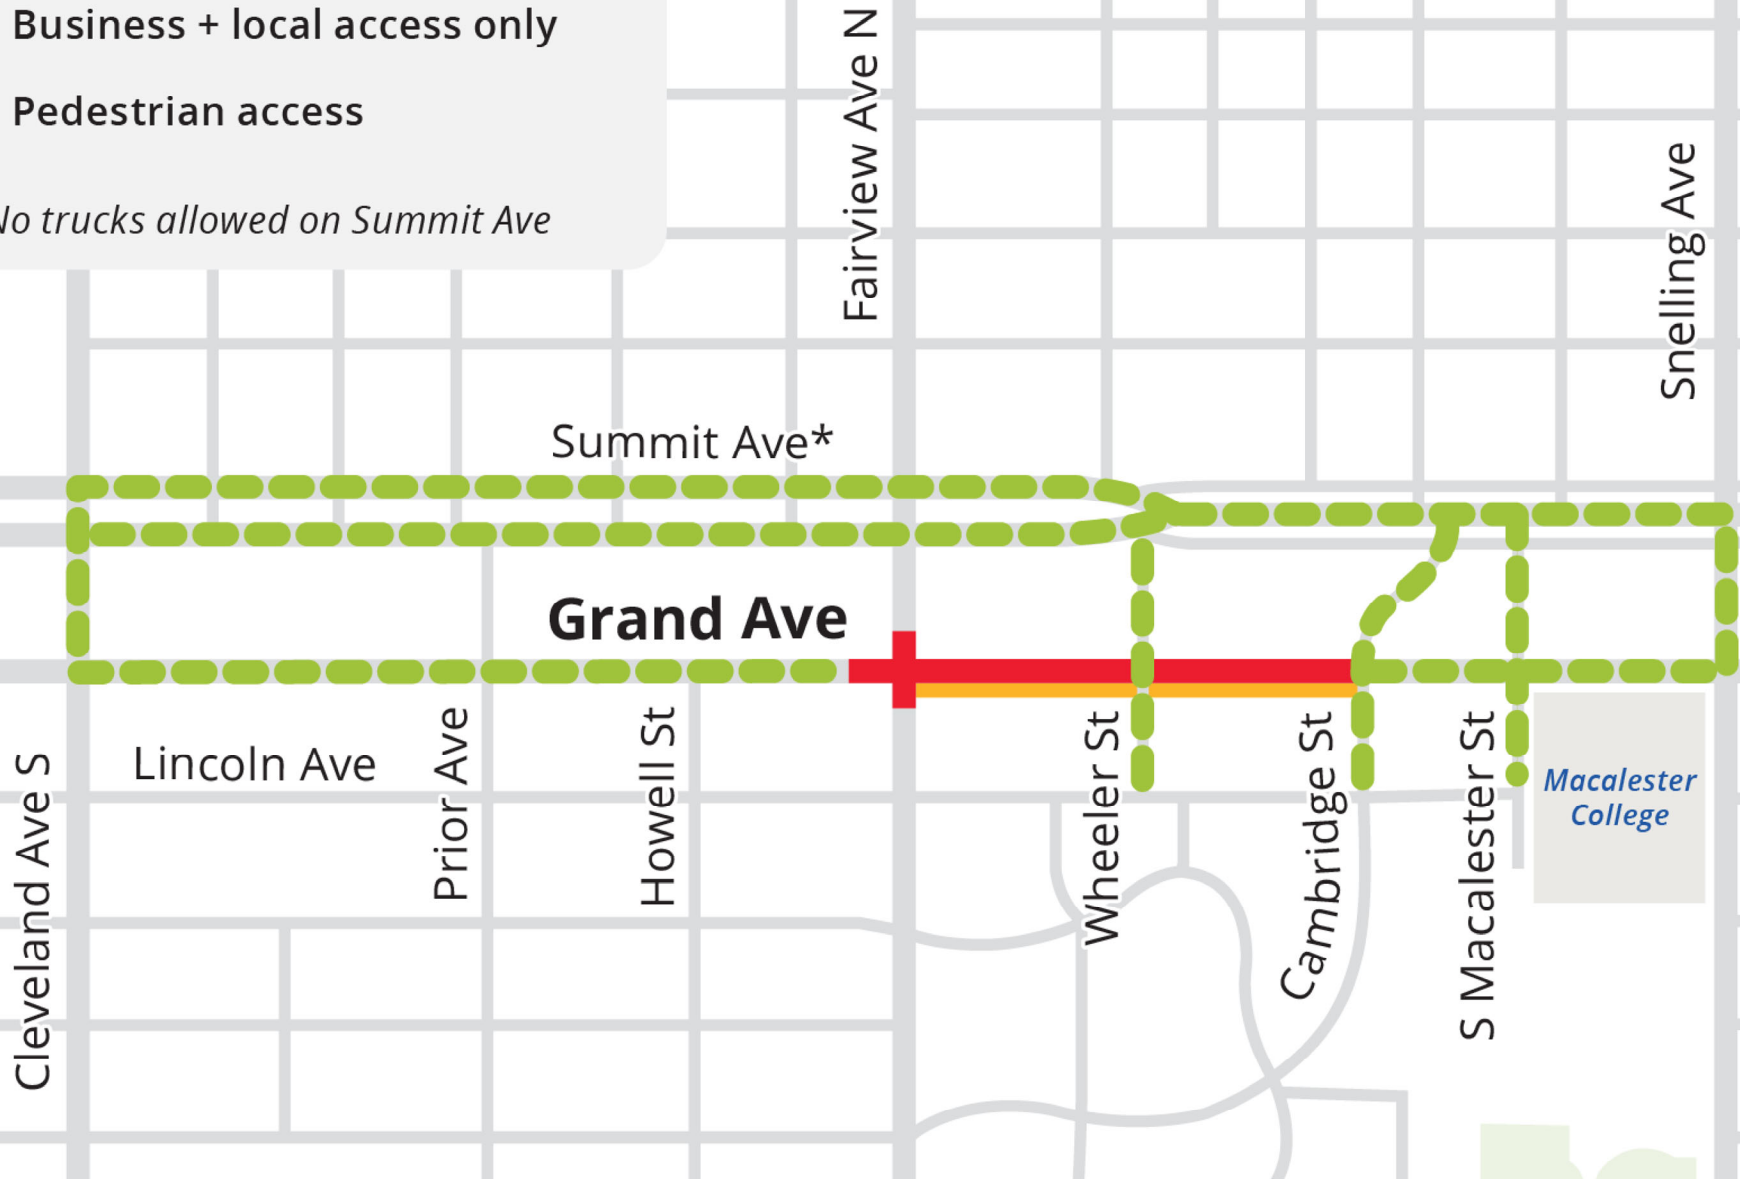 Business + local access only
Pedestrian access
No trucks allowed on Summit Ave
Fairview Ave N
Snelling Ave
Summit Ave*
Grand Ave
Lincoln Ave
Cleveland Ave S
Prior Ave
Howell St
Wheeler St
Cambridge St
S Macalester St
Macalester
College